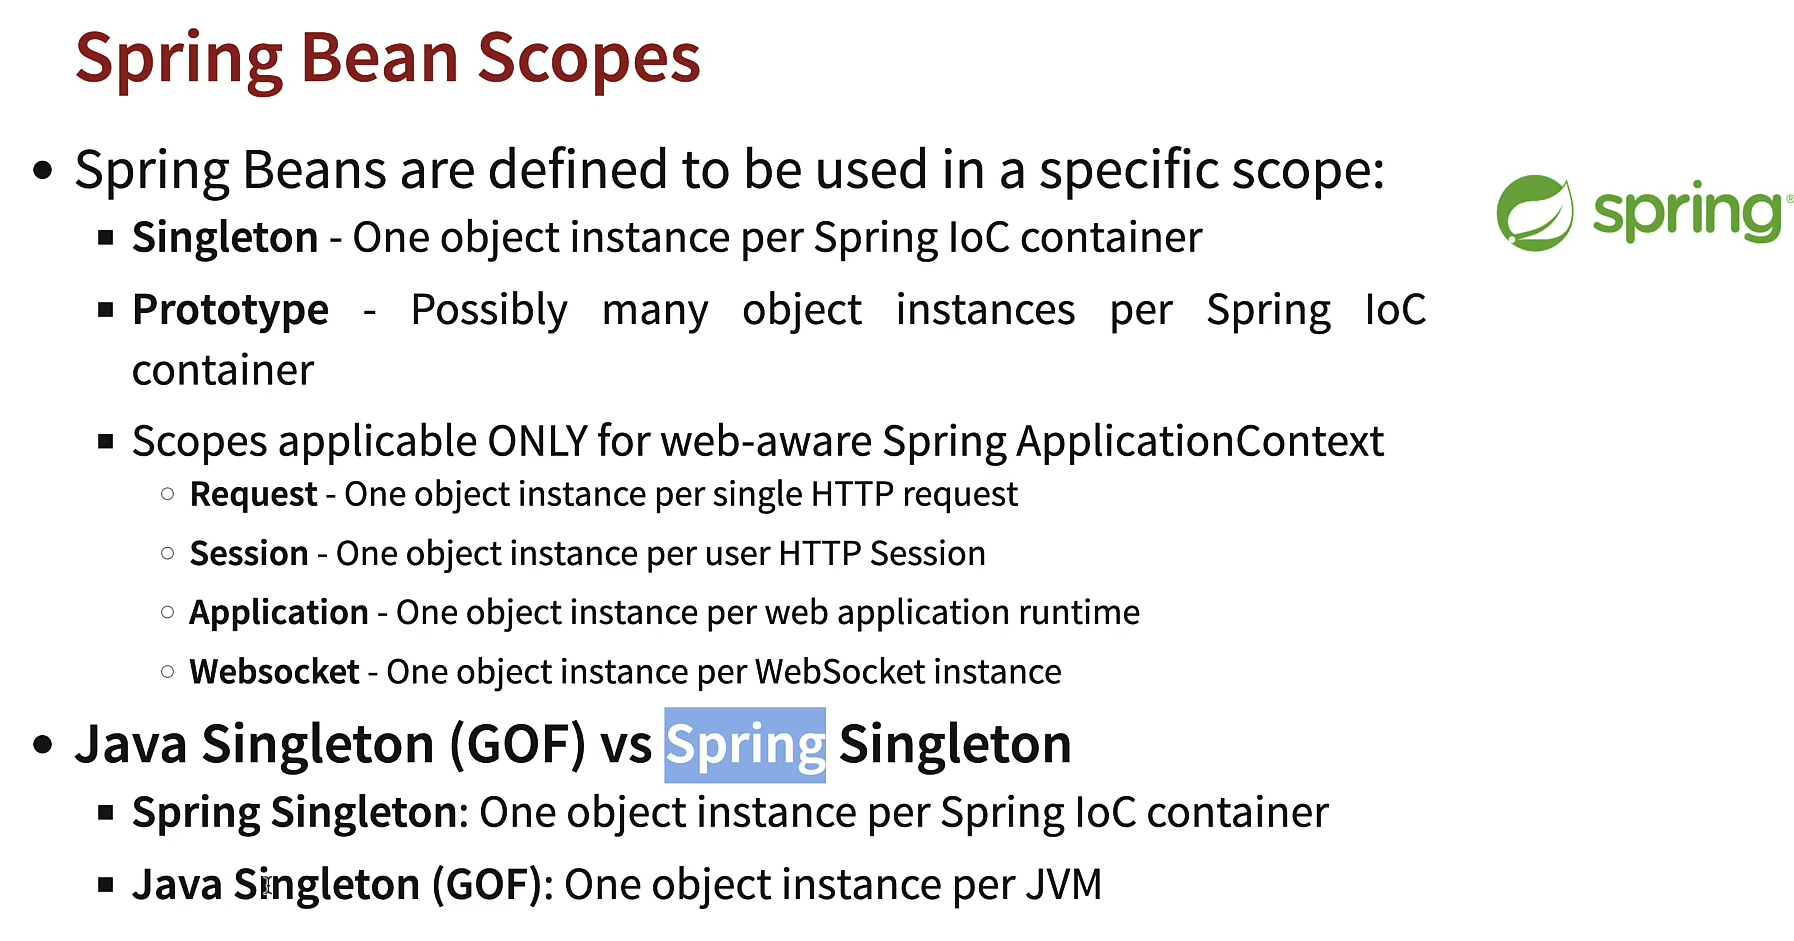 Spring Bean Scopes
• Spring Beans are defined to be used in a specific scope:
▪ Singleton - One object instance per Spring IoC container
▪ Prototype - Possibly many object instances per Spring IoC
container
▪ Scopes applicable ONLY for web-aware Spring ApplicationContext
○ Request - One object instance per single HTTP request
○ Session - One object instance per user HTTP Session
○ Application - One object instance per web application runtime
○ Websocket - One object instance per WebSocket instance
• Java Singleton (GOF) vs Spring Singleton
▪ Spring Singleton: One object instance per Spring IoC container
▪ Java Singleton (GOF): One object instance per JVM
spring®